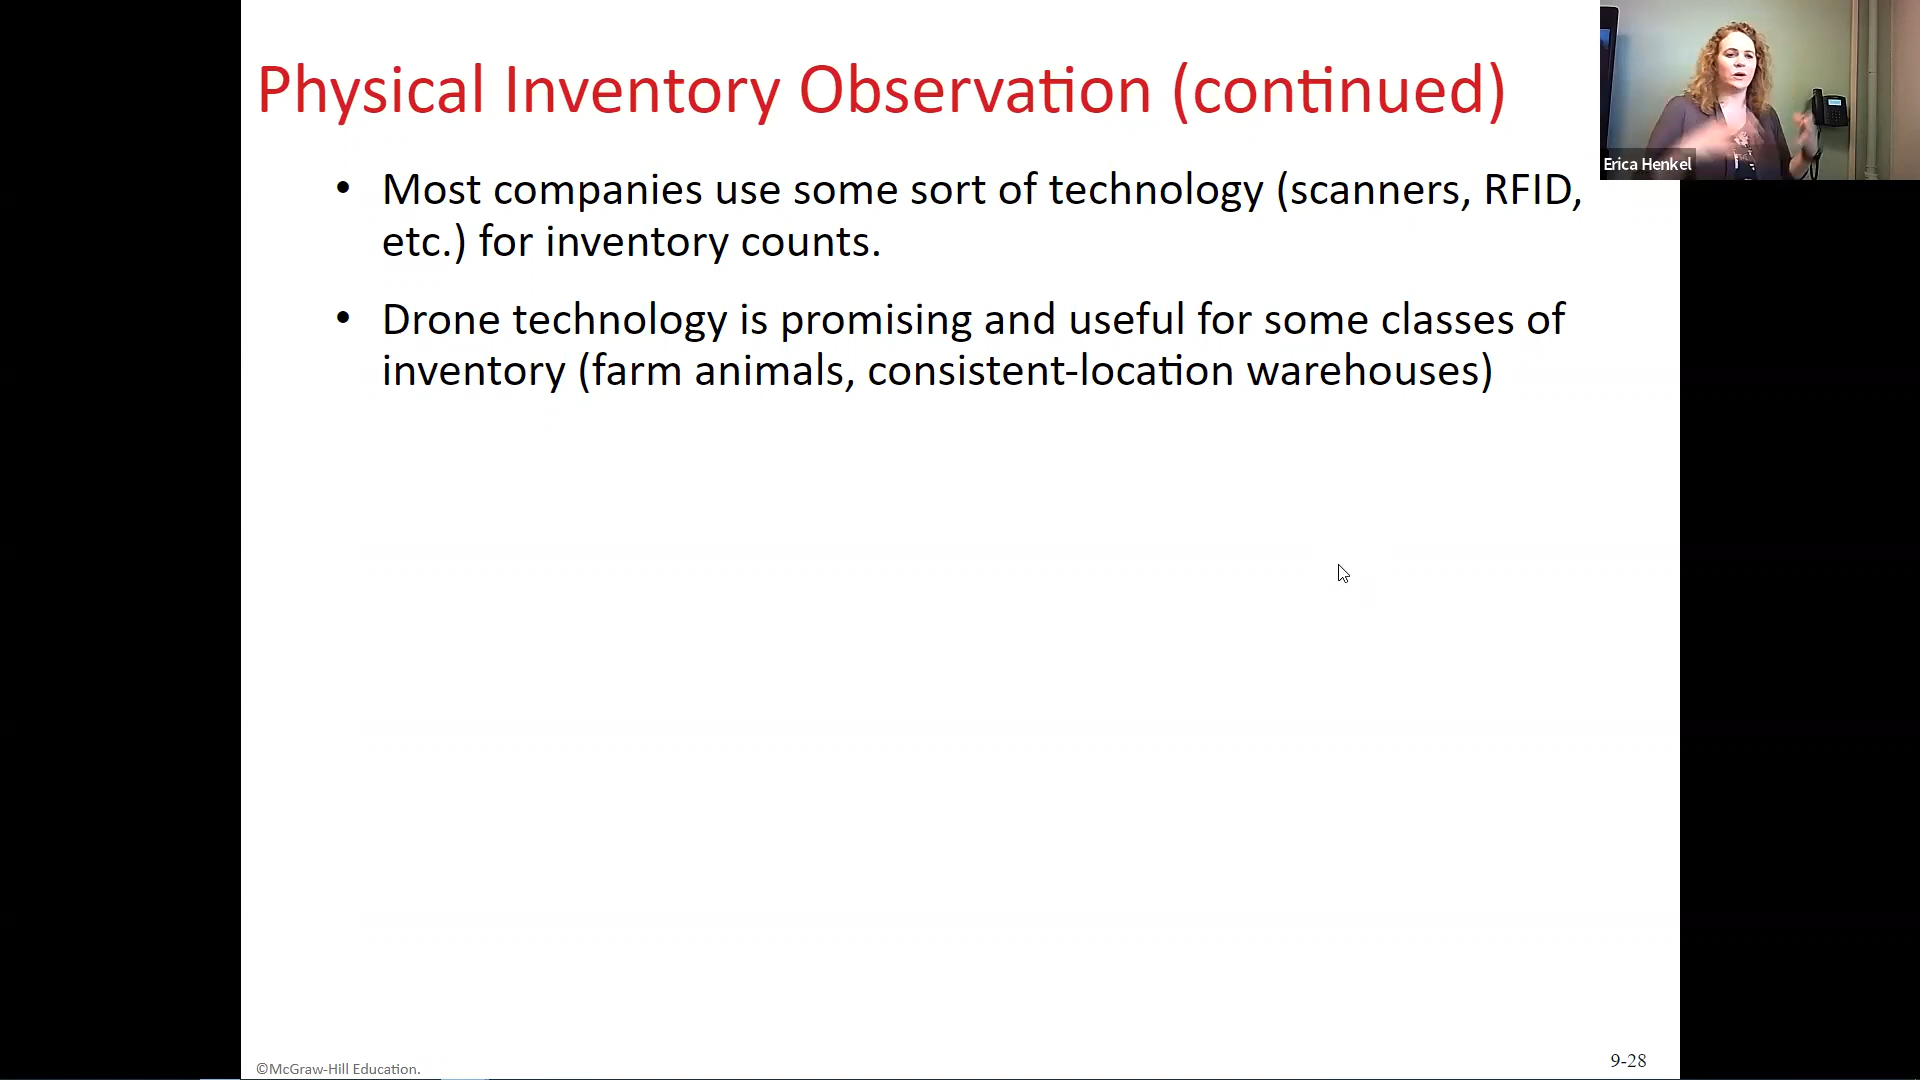 Physical Inventory Observation (continued)
Erica Henkel
• Most companies use some sort of technology (scanners, RFID,
etc.) for inventory counts.
• Drone technology is promising and useful for some classes of
inventory (farm animals, consistent-location warehouses)
©McGraw-Hill Education.
9-28